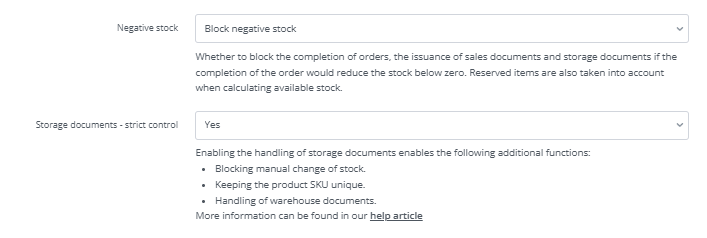 Negative stock
Block negative stock
Whether to block the completion of orders, the issuance of sales documents and storage documents if the
completion of the order would reduce the stock below zero. Reserved items are also taken into account
when calculating available stock.
Storage documents - strict control
Yes
Enabling the handling of storage documents enables the following additional functions:
• Blocking manual change of stock.
• Keeping the product SKU unique.
• Handling of warehouse documents.
More information can be found in our help article